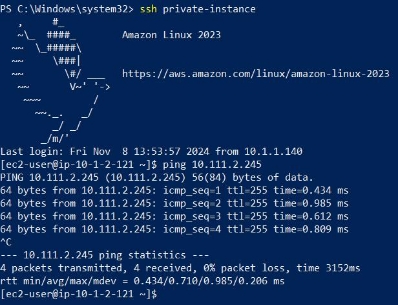 PS C:\Windows\system32> ssh private-instance
   ,     #_
   ~\_  ####_        Amazon Linux 2023
  ~~  \_#####\
  ~~     \###|
  ~~       \#/ ___   https://aws.amazon.com/linux/amazon-linux-2023
   ~~       V~' '->
    ~~~         /
      ~~._.   _/
         _/ _/
       _/m/'
Last login: Fri Nov  8 13:53:57 2024 from 10.1.1.140
[ec2-user@ip-10-1-2-121 ~]$ ping 10.111.2.245
PING 10.111.2.245 (10.111.2.245) 56(84) bytes of data.
64 bytes from 10.111.2.245: icmp_seq=1 ttl=255 time=0.434 ms
64 bytes from 10.111.2.245: icmp_seq=2 ttl=255 time=0.985 ms
64 bytes from 10.111.2.245: icmp_seq=3 ttl=255 time=0.612 ms
64 bytes from 10.111.2.245: icmp_seq=4 ttl=255 time=0.809 ms
^C
--- 10.111.2.245 ping statistics ---
4 packets transmitted, 4 received, 0% packet loss, time 3152ms
rtt min/avg/max/mdev = 0.434/0.710/0.985/0.206 ms
[ec2-user@ip-10-1-2-121 ~]$